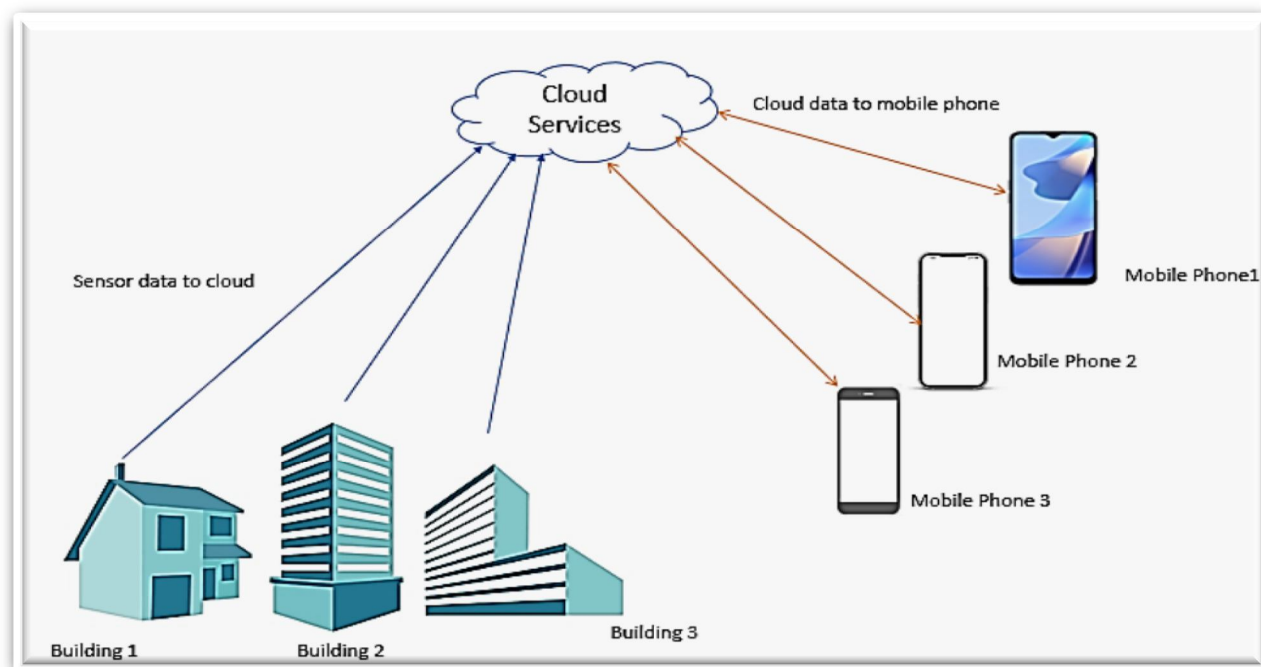 Cloud
Services
Cloud data to mobile phone
Sensor data to cloud
Mobile Phone1
Mobile Phone 2
Mobile Phone 3
Building 1
Building 2
Building 3